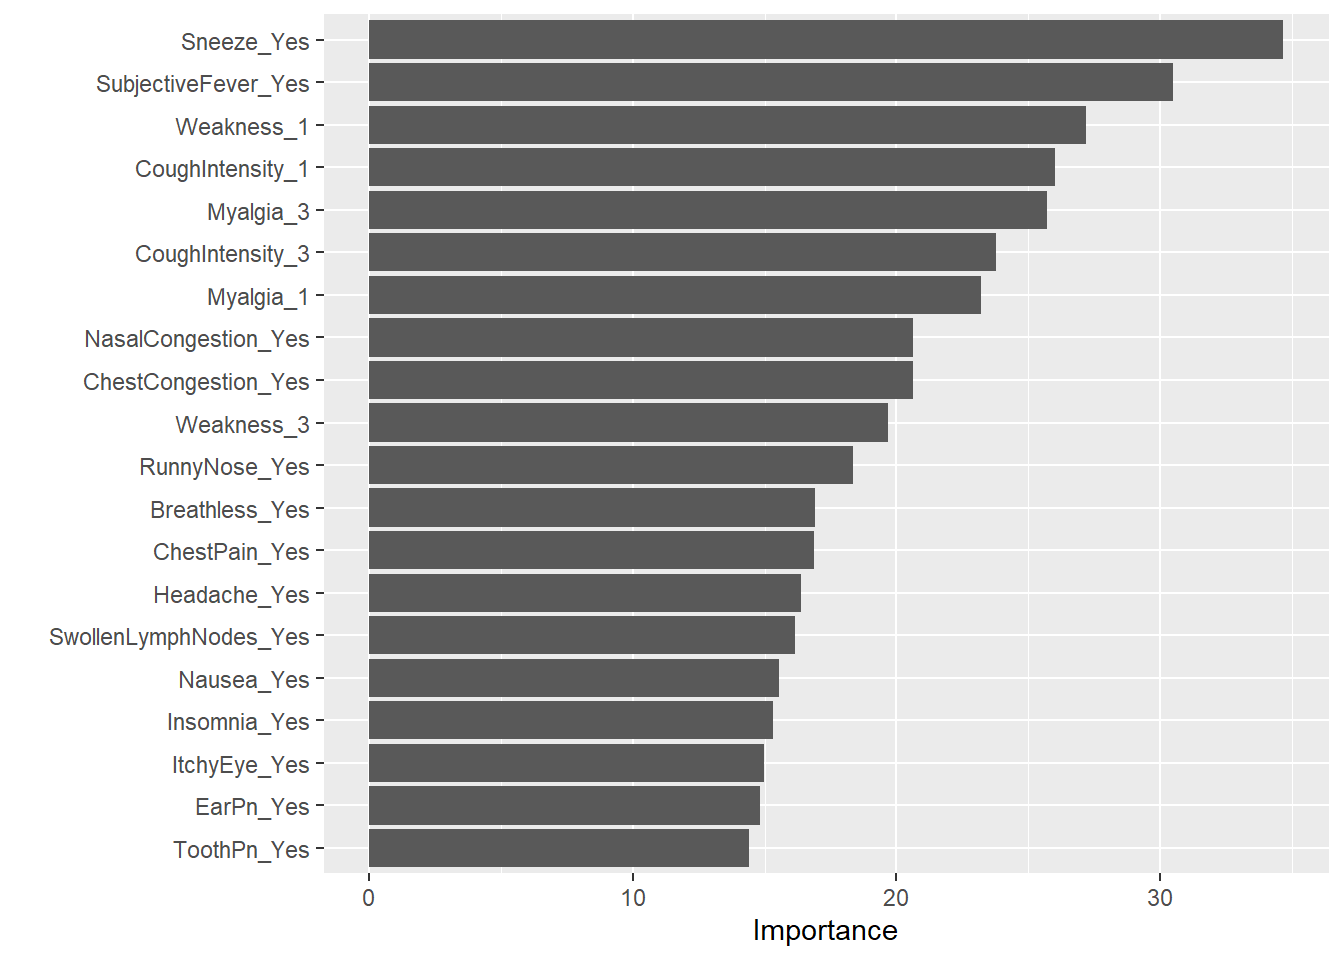 Sneeze_Yes
SubjectiveFever_Yes
Weakness_1
CoughIntensity_1
Myalgia_3
CoughIntensity_3
Myalgia_1
NasalCongestion_Yes
ChestCongestion_Yes
Weakness_3
RunnyNose_Yes
Breathless_Yes
ChestPain_Yes
Headache_Yes
SwollenLymphNodes_Yes
Nausea_Yes
Insomnia_Yes
ItchyEye_Yes
EarPn_Yes
ToothPn_Yes
0 10 20 30
Importance